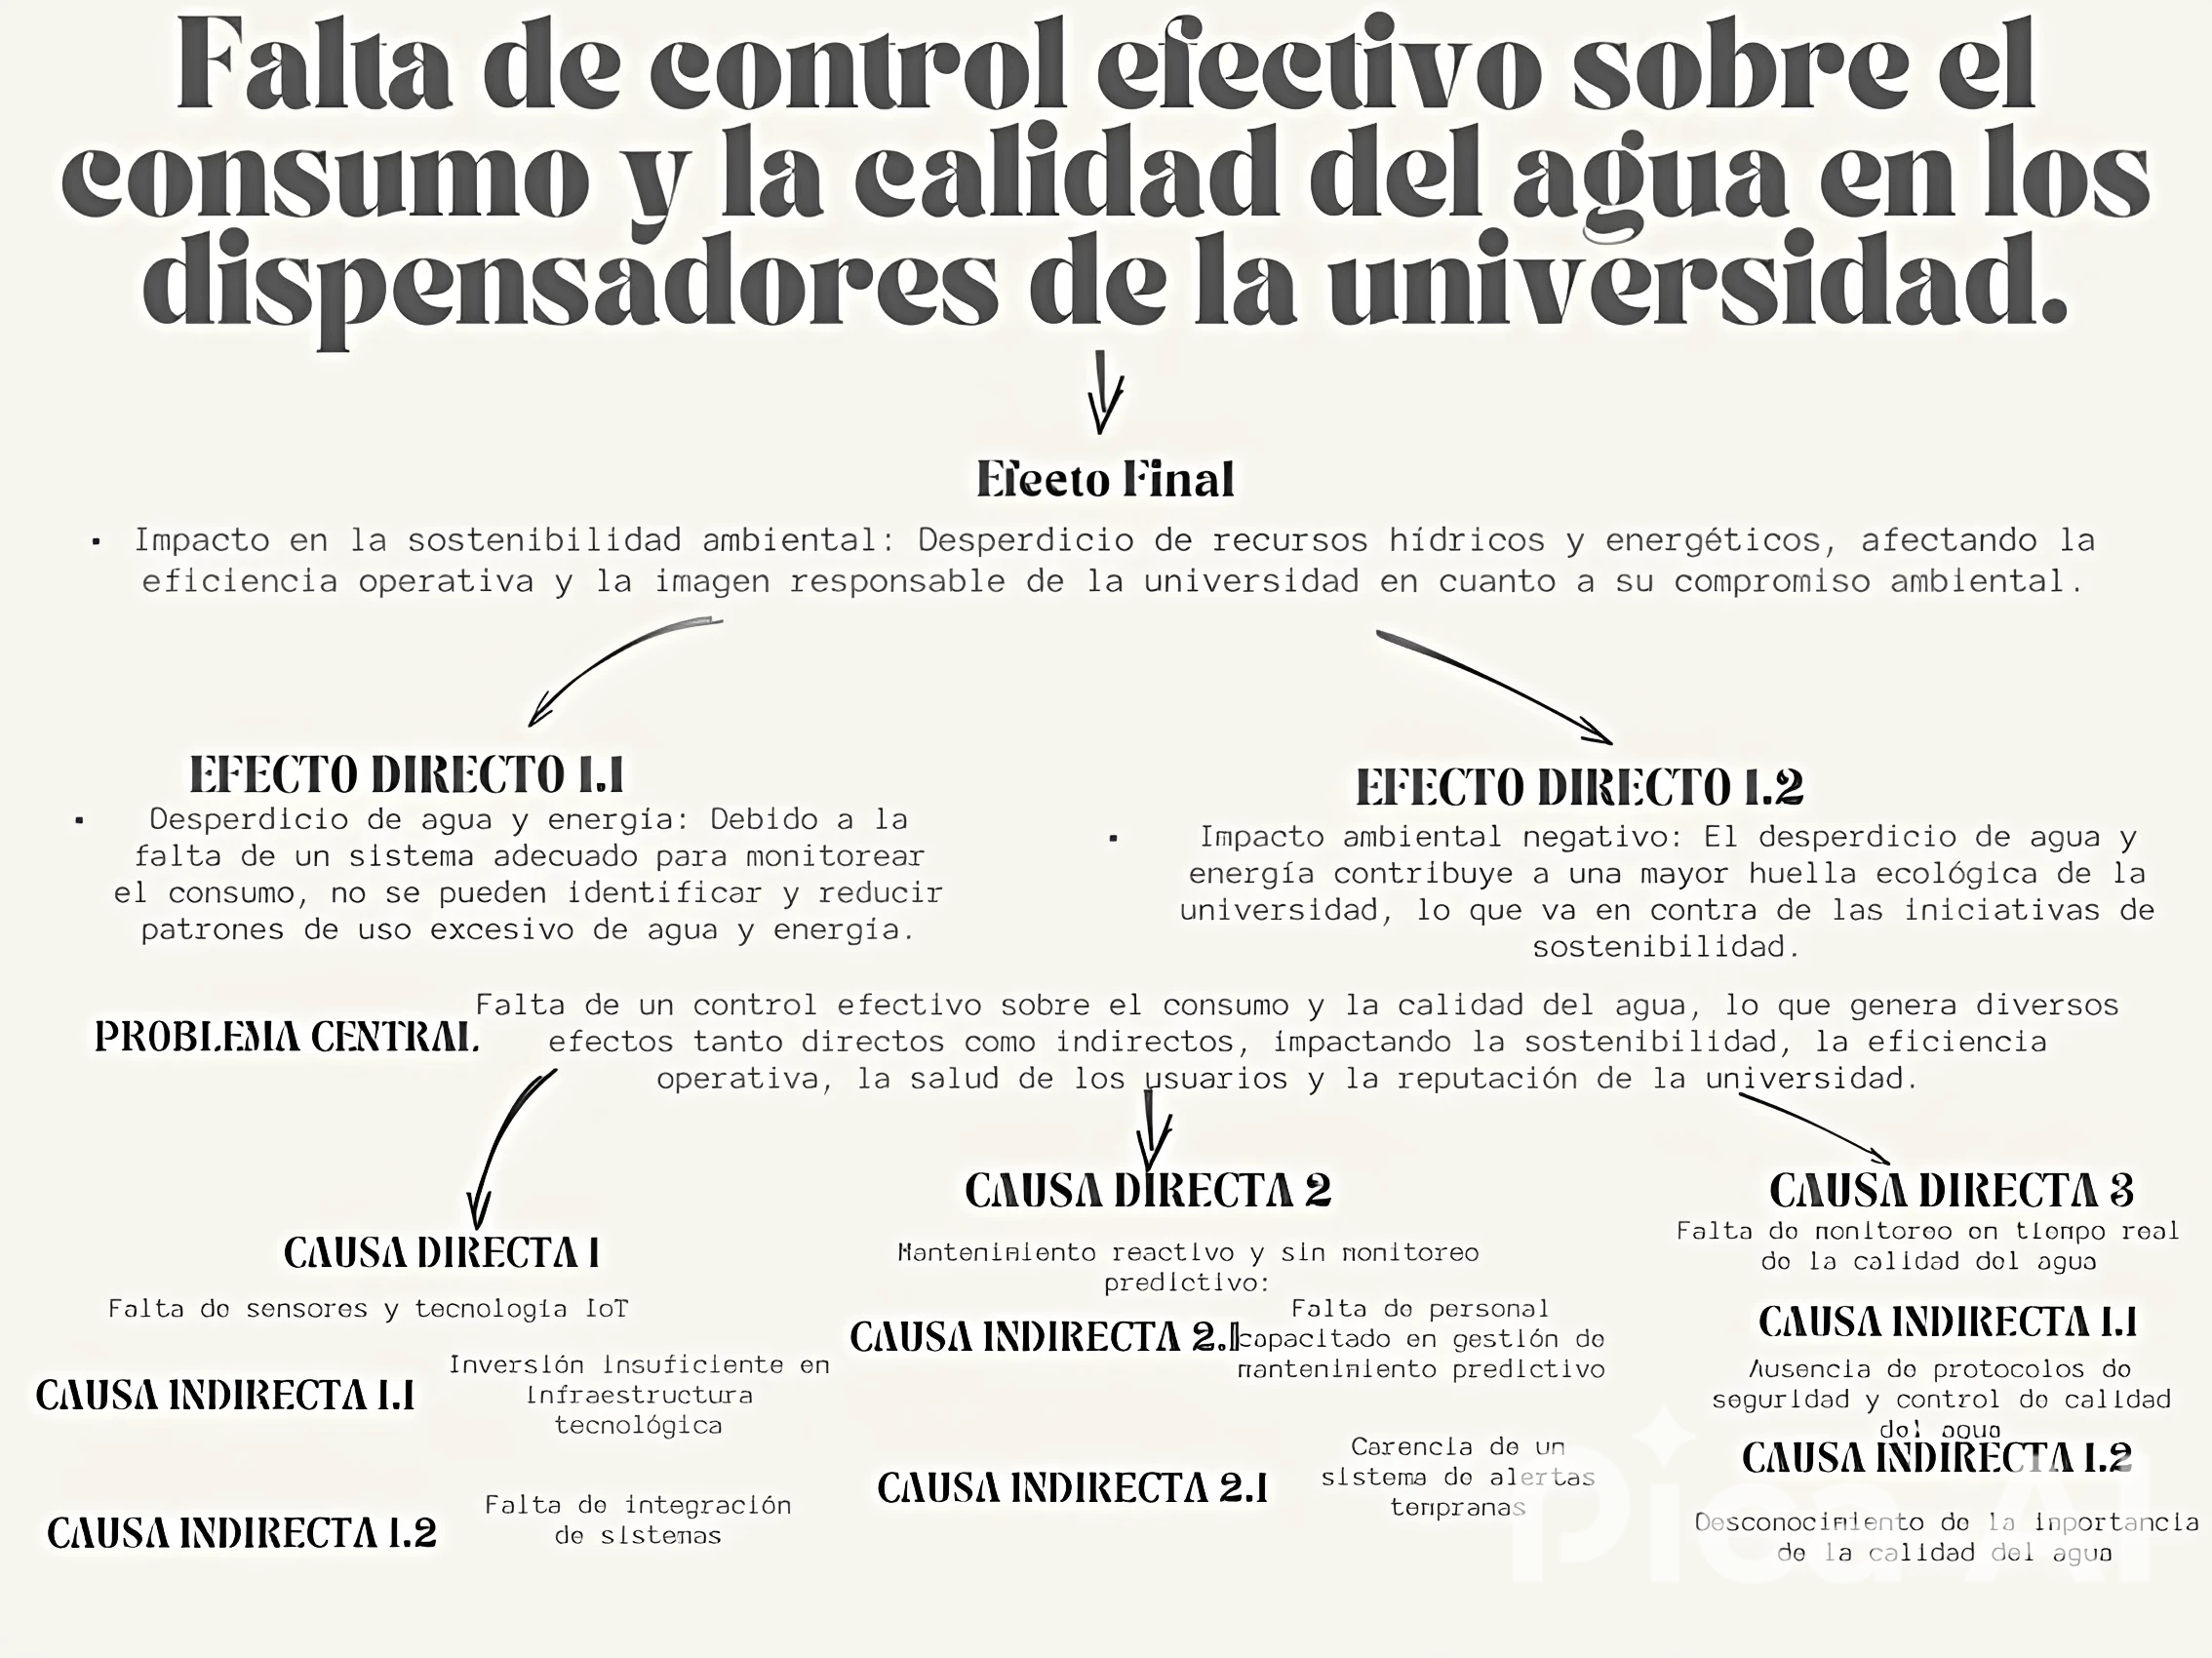 Falta de control efectivo sobre el
consumo y la calidad del agua en los
dispensadores de la universidad.
Efecto Final
▪ Impacto en la sostenibilidad ambiental: Desperdicio de recursos hídricos y energéticos, afectando la
eficiencia operativa y la imagen responsable de la universidad en cuanto a su compromiso ambiental.
EFECTO DIRECTO 1.1
▪ Desperdicio de agua y energía: Debido a la
falta de un sistema adecuado para monitorear
el consumo, no se pueden identificar y reducir
patrones de uso excesivo de agua y energía.
EFECTO DIRECTO 1.2
▪ Impacto ambiental negativo: El desperdicio de agua y
energía contribuye a una mayor huella ecológica de la
universidad, lo que va en contra de las iniciativas de
sostenibilidad.
PROBLEMA CENTRAL
Falta de un control efectivo sobre el consumo y la calidad del agua, lo que genera diversos
efectos tanto directos como indirectos, impactando la sostenibilidad, la eficiencia
operativa, la salud de los usuarios y la reputación de la universidad.
CAUSA DIRECTA 1
Falta de sensores y tecnología IoT
CAUSA INDIRECTA 1.1
Inversión insuficiente en
infraestructura
tecnológica
CAUSA INDIRECTA 1.2
Falta de integración
de sistemas
CAUSA DIRECTA 2
Mantenimiento reactivo y sin monitoreo
predictivo:
CAUSA INDIRECTA 2.1
Falta de personal
capacitado en gestión de
mantenimiento predictivo
CAUSA INDIRECTA 2.1
Carencia de un
sistema de alertas
tempranas
CAUSA DIRECTA 3
Falta de monitoreo en tiempo real
de la calidad del agua
CAUSA INDIRECTA 1.1
Ausencia de protocolos de
seguridad y control de calidad
del agua
CAUSA INDIRECTA 1.2
Desconocimiento de la importancia
de la calidad del agua
Pica AI